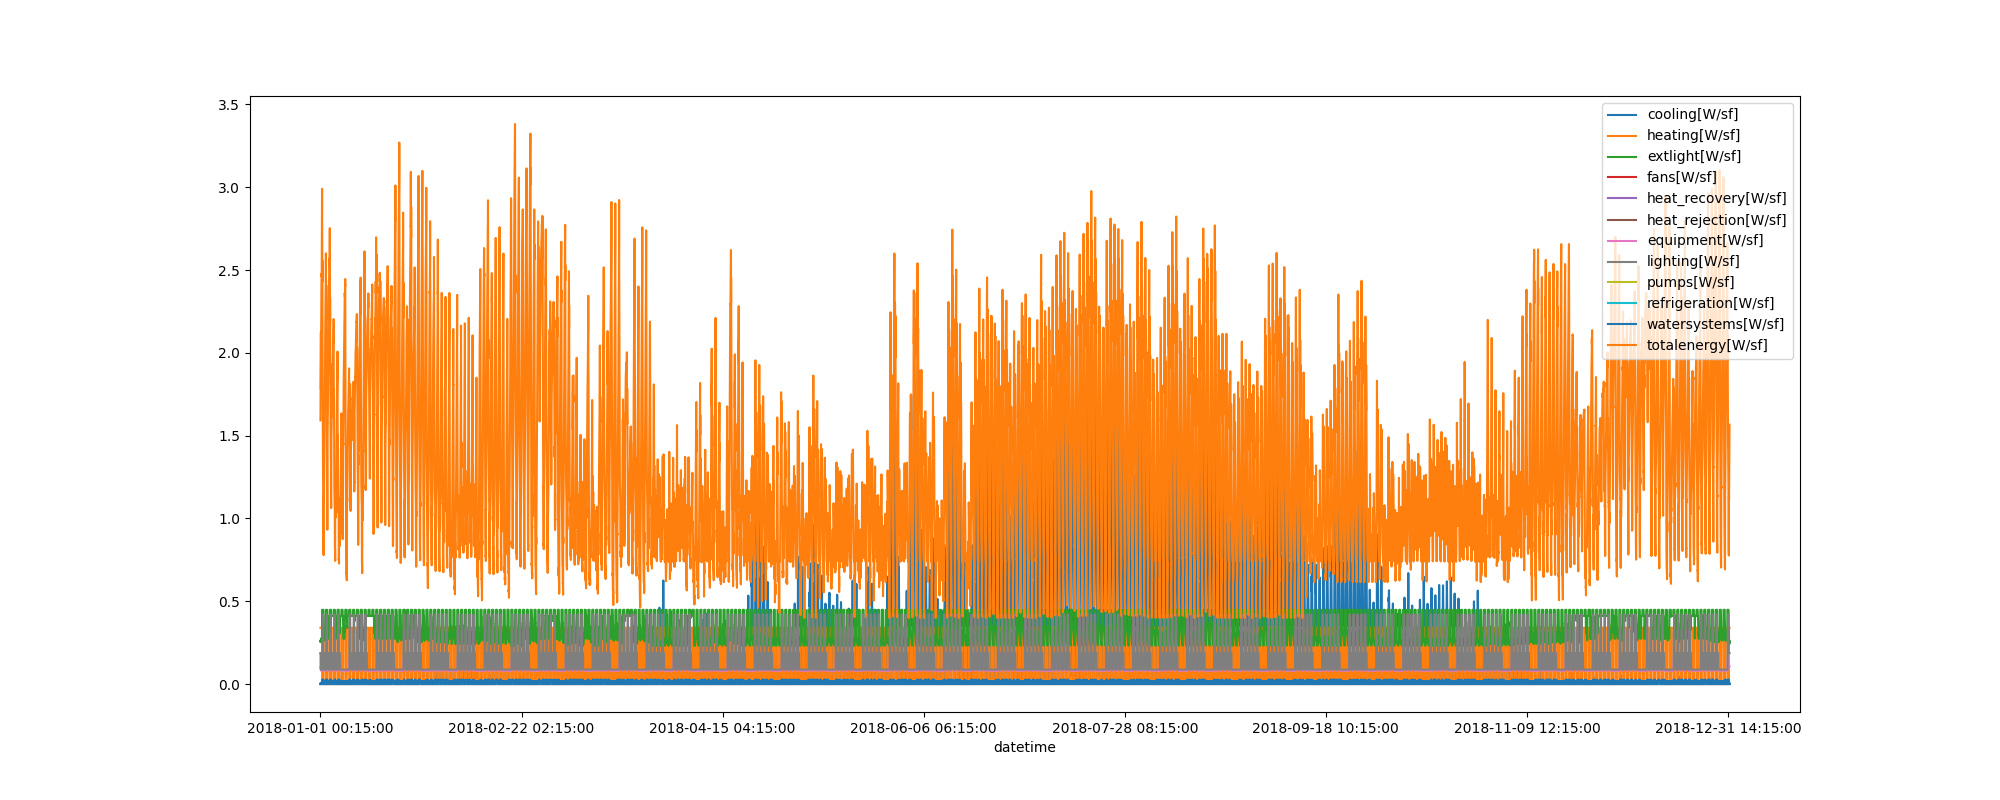 3.5
3.0
2.5
2.0
1.5
1.0
0.5
0.0
cooling[W/sf]
heating[W/sf]
extlight[W/sf]
fans[W/sf]
heat_recovery[W/sf]
heat_rejection[W/sf]
equipment[W/sf]
lighting[W/sf]
pumps[W/sf]
refrigeration[W/sf]
watersystems[W/sf]
totalenergy[W/sf]
2018-01-01 00:15:00 2018-02-22 02:15:00 2018-04-15 04:15:00 2018-06-06 06:15:00 2018-07-28 08:15:00 2018-09-18 10:15:00 2018-11-09 12:15:00 2018-12-31 14:15:00
datetime